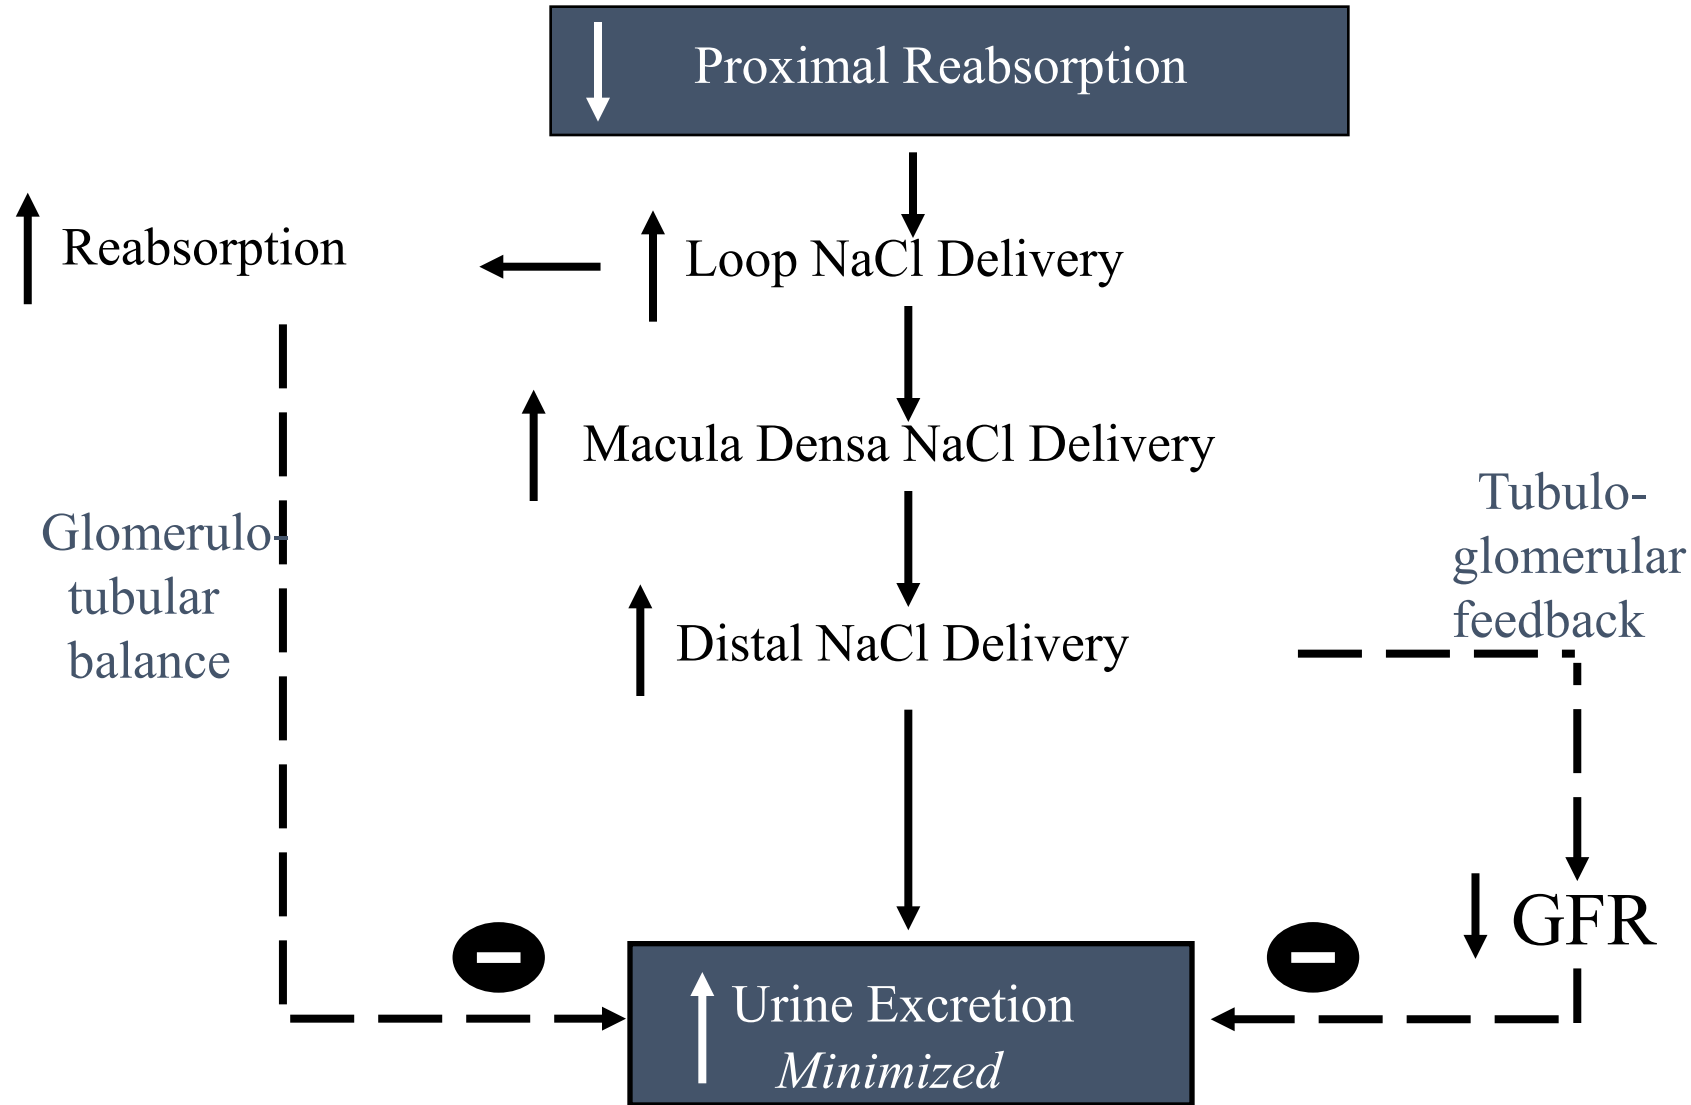 Proximal Reabsorption
Reabsorption
Loop NaCl Delivery
Macula Densa NaCl Delivery
Glomerulo-
tubular
balance
Tubulo-
glomerular
feedback
Distal NaCl Delivery
GFR
Urine Excretion
Minimized